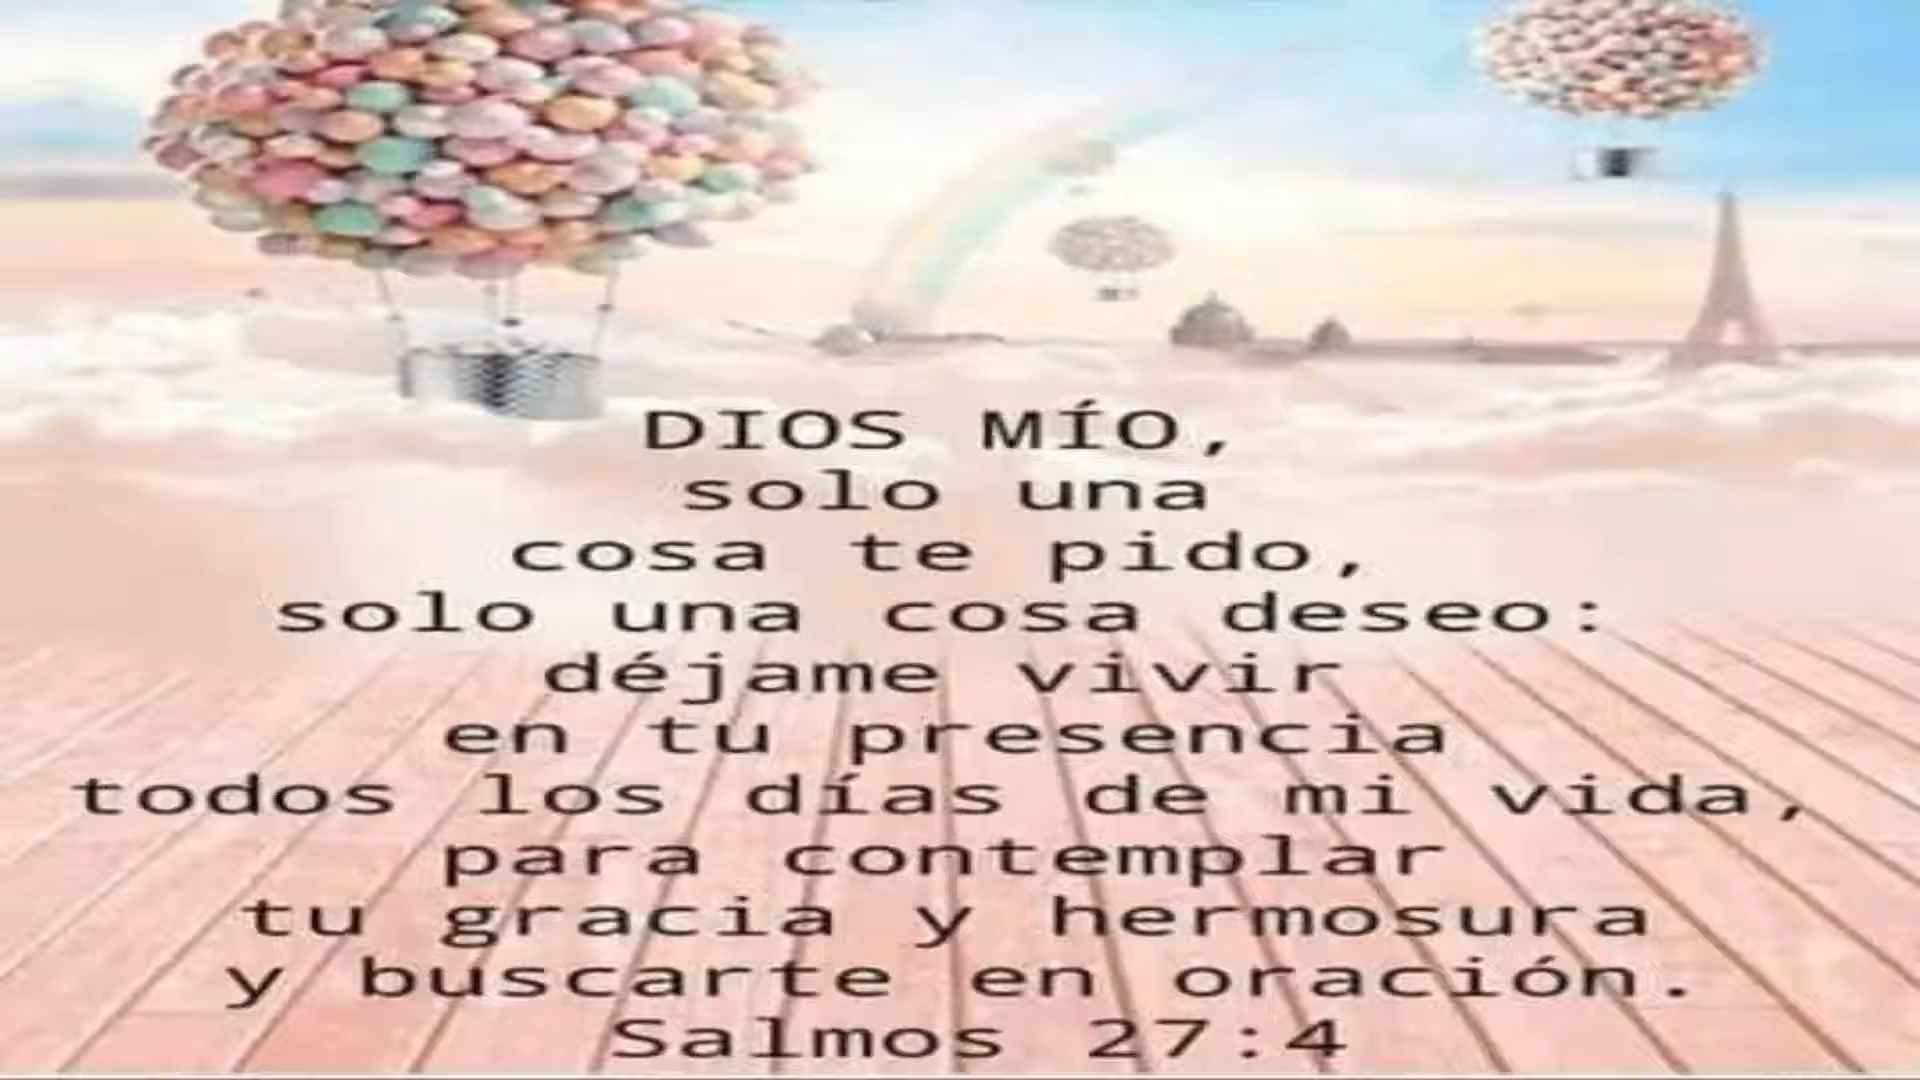 DIOS MÍO,
solo una
cosa te pido,
solo una cosa deseo:
déjame vivir
en tu presencia
todos los días de mi vida,
para contemplar
tu gracia y hermosura
y buscarte en oración.
Salmos 27:4